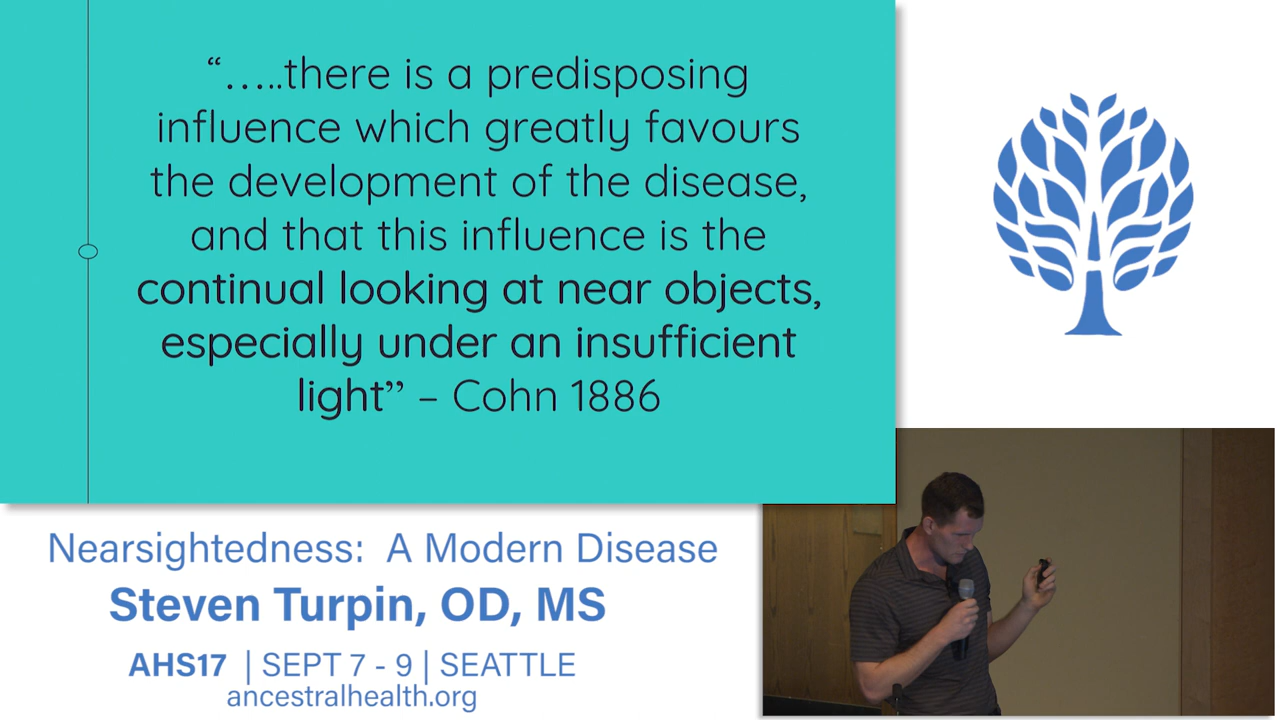 “…..there is a predisposing
influence which greatly favours
the development of the disease,
and that this influence is the
continual looking at near objects,
especially under an insufficient
light” – Cohn 1886
Nearsightedness: A Modern Disease
Steven Turpin, OD, MS
AHS17 | SEPT 7 - 9 | SEATTLE
ancestralhealth.org